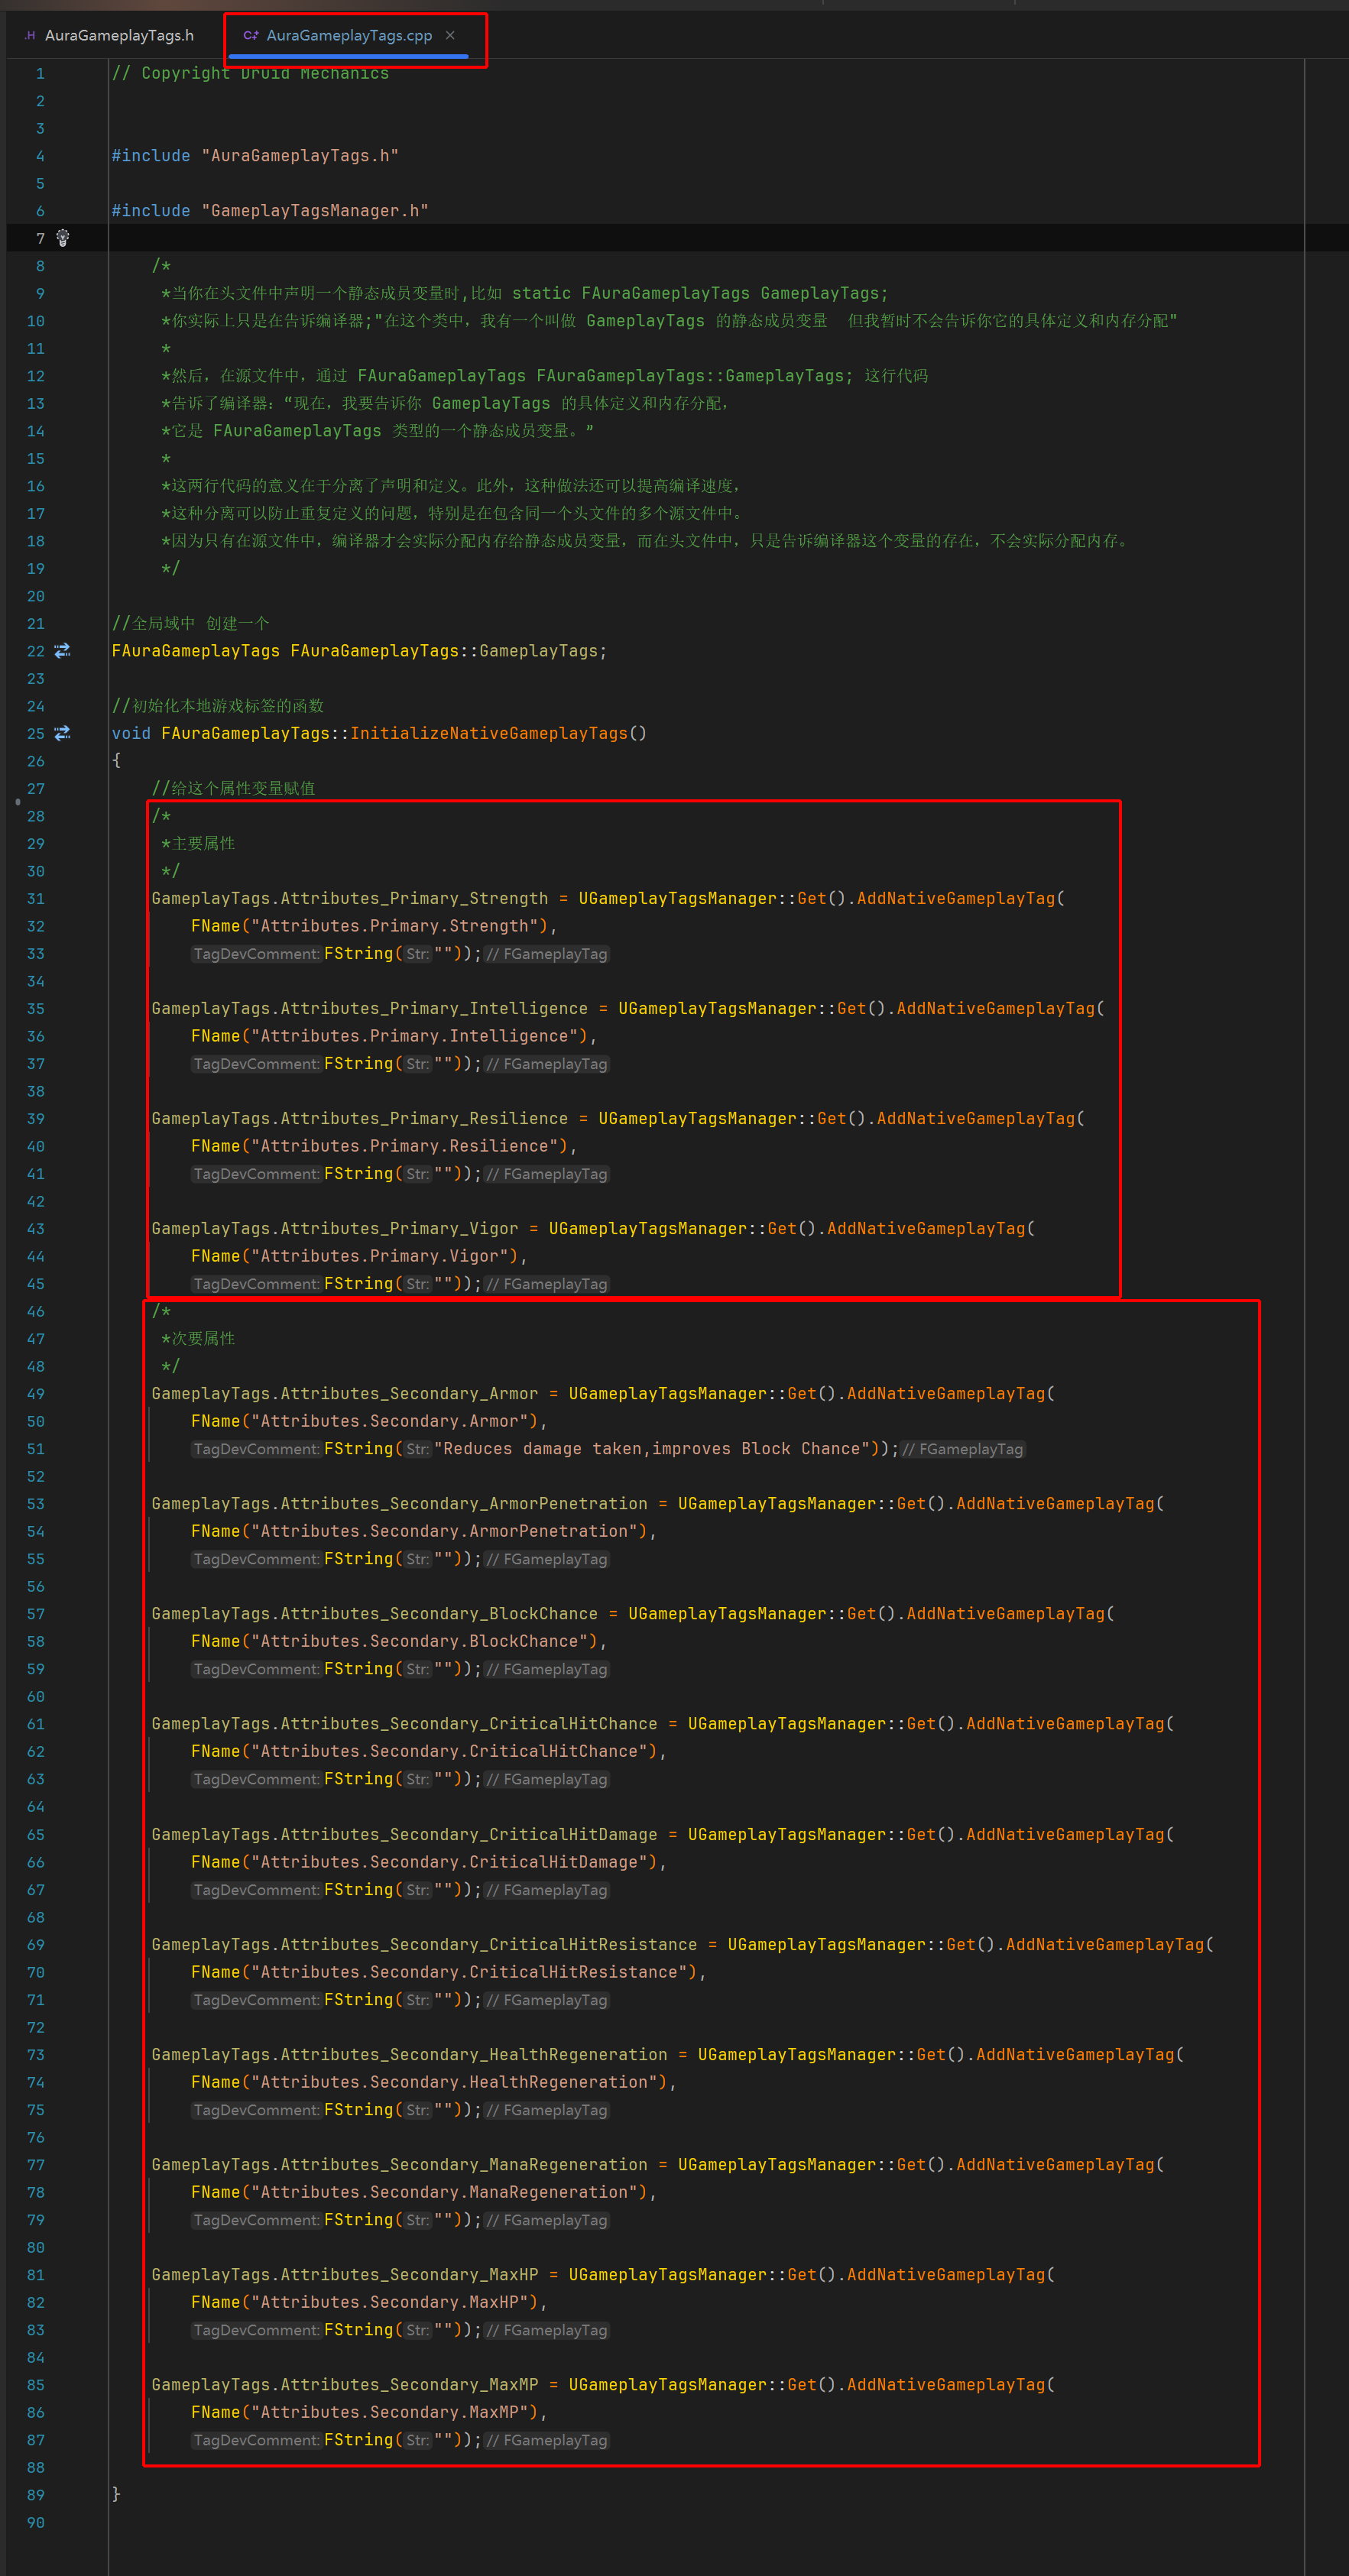 AuraGameplayTags.h
AuraGameplayTags.cpp
1 // Copyright Druid Mechanics
2
3
4 #include "AuraGameplayTags.h"
5
6 #include "GameplayTagsManager.h"
7
8 /*
9 *当你在头文件中声明一个静态成员变量时,比如 static FAuraGameplayTags GameplayTags;
10 *你实际上只是在告诉编译器;"在这个类中，我有一个叫做 GameplayTags 的静态成员变量 但我暂时不会告诉你它的具体定义和内存分配"
11 *
12 *然后，在源文件中，通过 FAuraGameplayTags FAuraGameplayTags::GameplayTags; 这行代码
13 *告诉了编译器：“现在，我要告诉你 GameplayTags 的具体定义和内存分配，
14 *它是 FAuraGameplayTags 类型的一个静态成员变量。”
15 *
16 *这两行代码的意义在于分离了声明和定义。此外，这种做法还可以提高编译速度，
17 *这种分离可以防止重复定义的问题，特别是在包含同一个头文件的多个源文件中。
18 *因为只有在源文件中，编译器才会实际分配内存给静态成员变量，而在头文件中，只是告诉编译器这个变量的存在，不会实际分配内存。
19 */
20
21 //全局域中 创建一个
22 FAuraGameplayTags FAuraGameplayTags::GameplayTags;
23
24 //初始化本地游戏标签的函数
25 void FAuraGameplayTags::InitializeNativeGameplayTags()
26 {
27 //给这个属性变量赋值
28 /*
29 *主要属性
30 */
31 GameplayTags.Attributes_Primary_Strength = UGameplayTagsManager::Get().AddNativeGameplayTag(
32 FName("Attributes.Primary.Strength"),
33 TagDevComment: FString( Str: "")); // FGameplayTag
34
35 GameplayTags.Attributes_Primary_Intelligence = UGameplayTagsManager::Get().AddNativeGameplayTag(
36 FName("Attributes.Primary.Intelligence"),
37 TagDevComment: FString( Str: "")); // FGameplayTag
38
39 GameplayTags.Attributes_Primary_Resilience = UGameplayTagsManager::Get().AddNativeGameplayTag(
40 FName("Attributes.Primary.Resilience"),
41 TagDevComment: FString( Str: "")); // FGameplayTag
42
43 GameplayTags.Attributes_Primary_Vigor = UGameplayTagsManager::Get().AddNativeGameplayTag(
44 FName("Attributes.Primary.Vigor"),
45 TagDevComment: FString( Str: "")); // FGameplayTag
46 /*
47 *次要属性
48 */
49 GameplayTags.Attributes_Secondary_Armor = UGameplayTagsManager::Get().AddNativeGameplayTag(
50 FName("Attributes.Secondary.Armor"),
51 TagDevComment: FString( Str: "Reduces damage taken,improves Block Chance")); // FGameplayTag
52
53 GameplayTags.Attributes_Secondary_ArmorPenetration = UGameplayTagsManager::Get().AddNativeGameplayTag(
54 FName("Attributes.Secondary.ArmorPenetration"),
55 TagDevComment: FString( Str: "")); // FGameplayTag
56
57 GameplayTags.Attributes_Secondary_BlockChance = UGameplayTagsManager::Get().AddNativeGameplayTag(
58 FName("Attributes.Secondary.BlockChance"),
59 TagDevComment: FString( Str: "")); // FGameplayTag
60
61 GameplayTags.Attributes_Secondary_CriticalHitChance = UGameplayTagsManager::Get().AddNativeGameplayTag(
62 FName("Attributes.Secondary.CriticalHitChance"),
63 TagDevComment: FString( Str: "")); // FGameplayTag
64
65 GameplayTags.Attributes_Secondary_CriticalHitDamage = UGameplayTagsManager::Get().AddNativeGameplayTag(
66 FName("Attributes.Secondary.CriticalHitDamage"),
67 TagDevComment: FString( Str: "")); // FGameplayTag
68
69 GameplayTags.Attributes_Secondary_CriticalHitResistance = UGameplayTagsManager::Get().AddNativeGameplayTag(
70 FName("Attributes.Secondary.CriticalHitResistance"),
71 TagDevComment: FString( Str: "")); // FGameplayTag
72
73 GameplayTags.Attributes_Secondary_HealthRegeneration = UGameplayTagsManager::Get().AddNativeGameplayTag(
74 FName("Attributes.Secondary.HealthRegeneration"),
75 TagDevComment: FString( Str: "")); // FGameplayTag
76
77 GameplayTags.Attributes_Secondary_ManaRegeneration = UGameplayTagsManager::Get().AddNativeGameplayTag(
78 FName("Attributes.Secondary.ManaRegeneration"),
79 TagDevComment: FString( Str: "")); // FGameplayTag
80
81 GameplayTags.Attributes_Secondary_MaxHP = UGameplayTagsManager::Get().AddNativeGameplayTag(
82 FName("Attributes.Secondary.MaxHP"),
83 TagDevComment: FString( Str: "")); // FGameplayTag
84
85 GameplayTags.Attributes_Secondary_MaxMP = UGameplayTagsManager::Get().AddNativeGameplayTag(
86 FName("Attributes.Secondary.MaxMP"),
87 TagDevComment: FString( Str: "")); // FGameplayTag
88
89 }
90